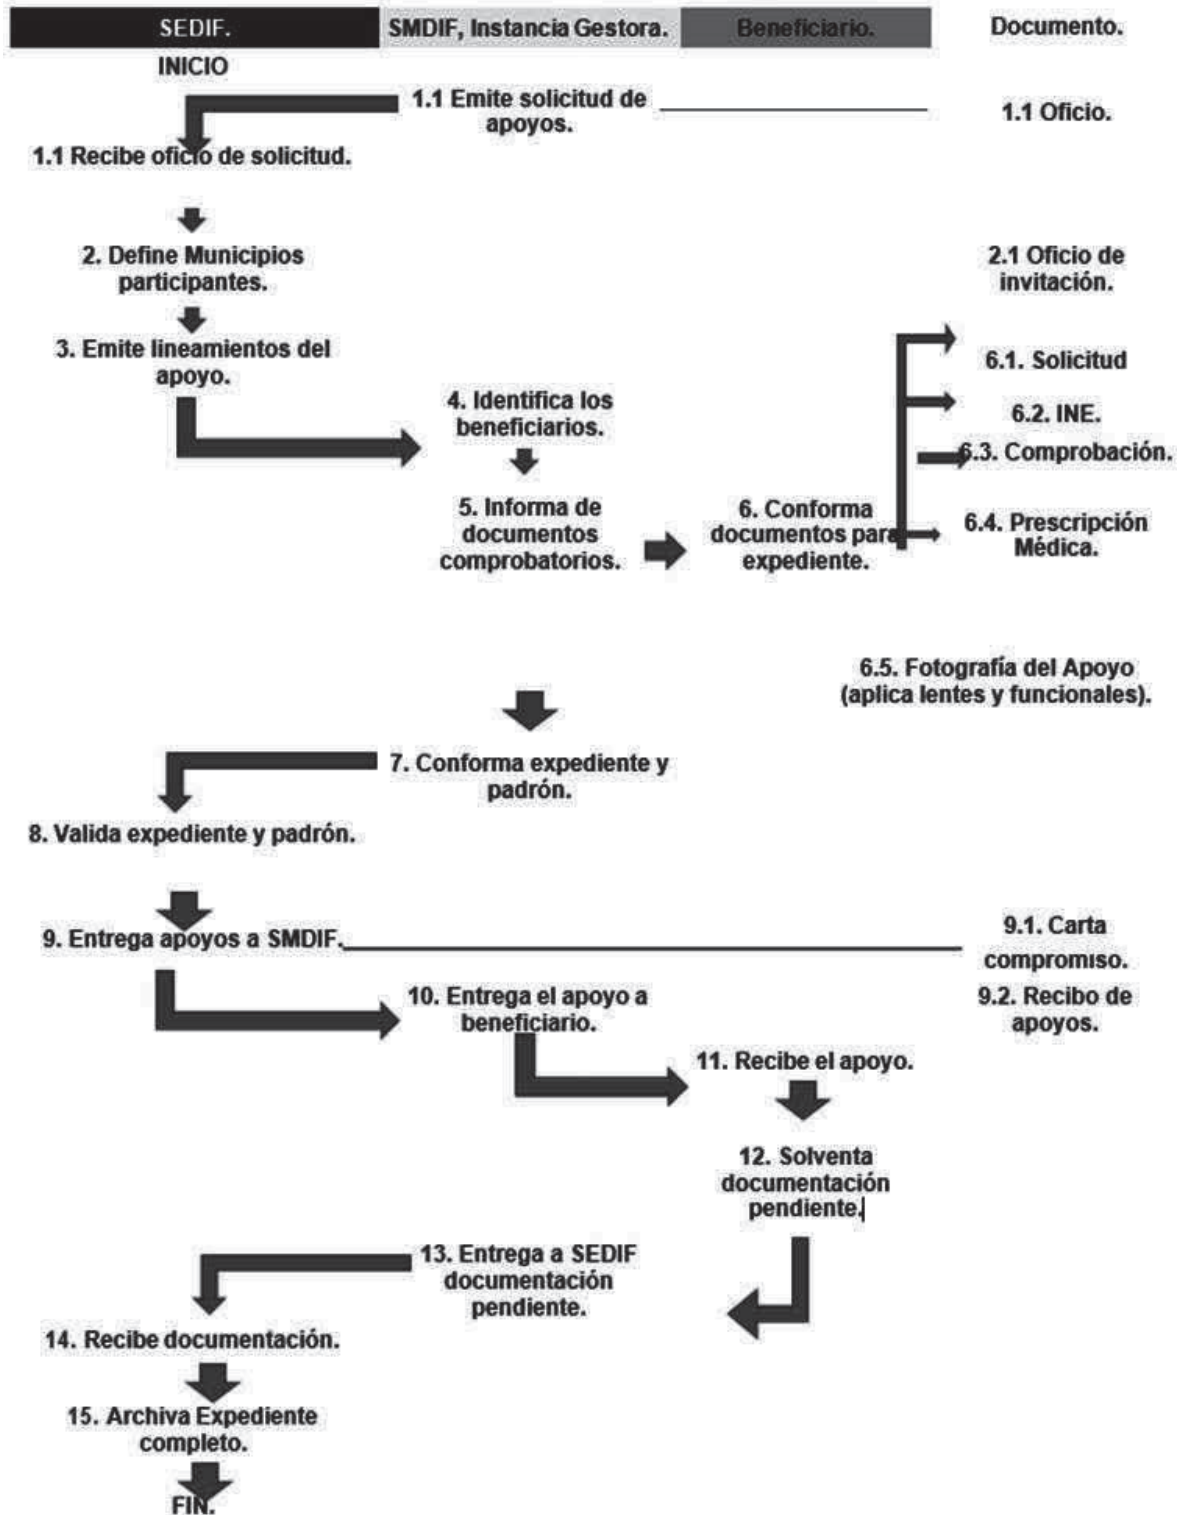 SEDIF.
SMDIF, Instancia Gestora.
Beneficiario.
Documento.
INICIO
1.1 Emite solicitud de
apoyos.
1.1 Oficio.
1.1 Recibe oficio de solicitud.
2. Define Municipios
participantes.
2.1 Oficio de
invitación.
3. Emite lineamientos del
apoyo.
6.1. Solicitud
4. Identifica los
beneficiarios.
6.2. INE.
6.3. Comprobación.
5. Informa de
documentos
comprobatorios.
6. Conforma
documentos para
expediente.
6.4. Prescripción
Médica.
6.5. Fotografía del Apoyo
(aplica lentes y funcionales).
7. Conforma expediente y
padrón.
8. Valida expediente y padrón.
9. Entrega apoyos a SMDIF.
9.1. Carta
compromiso.
10. Entrega el apoyo a
beneficiario.
9.2. Recibo de
apoyos.
11. Recibe el apoyo.
12. Solventa
documentación
pendiente.
13. Entrega a SEDIF
documentación
pendiente.
14. Recibe documentación.
15. Archiva Expediente
completo.
FIN.